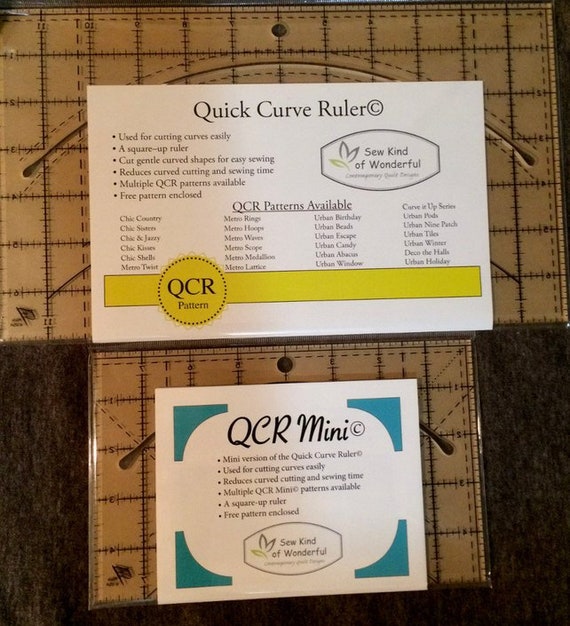 Quick Curve Ruler©
• Used for cutting curves easily
• A square-up ruler
• Cut gentle curved shapes for easy sewing
• Reduces curved cutting and sewing time
• Multiple QCR patterns available
• Free pattern enclosed
Sew Kind
of Wonderful
Contemporary Quilt Designs
QCR Patterns Available
Chic Country
Chic Sisters
Chic & Jazzy
Chic Kisses
Chic Shells
Metro Twist
Metro Rings
Metro Hoops
Metro Waves
Metro Scope
Metro Medallion
Metro Lattice
Urban Birthday
Urban Beads
Urban Escape
Urban Candy
Urban Abacus
Urban Window
Curve it Up Series
Urban Pods
Urban Nine Patch
Urban Tiles
Urban Winter
Deco the Halls
Urban Holiday
QCR
Pattern
QCR Mini©
• Mini version of the Quick Curve Ruler©
• Used for cutting curves easily
• Reduces curved cutting and sewing time
• Multiple QCR Mini© patterns available
• A square-up ruler
• Free pattern enclosed
Sew Kind
of Wonderful
Contemporary Quilt Designs